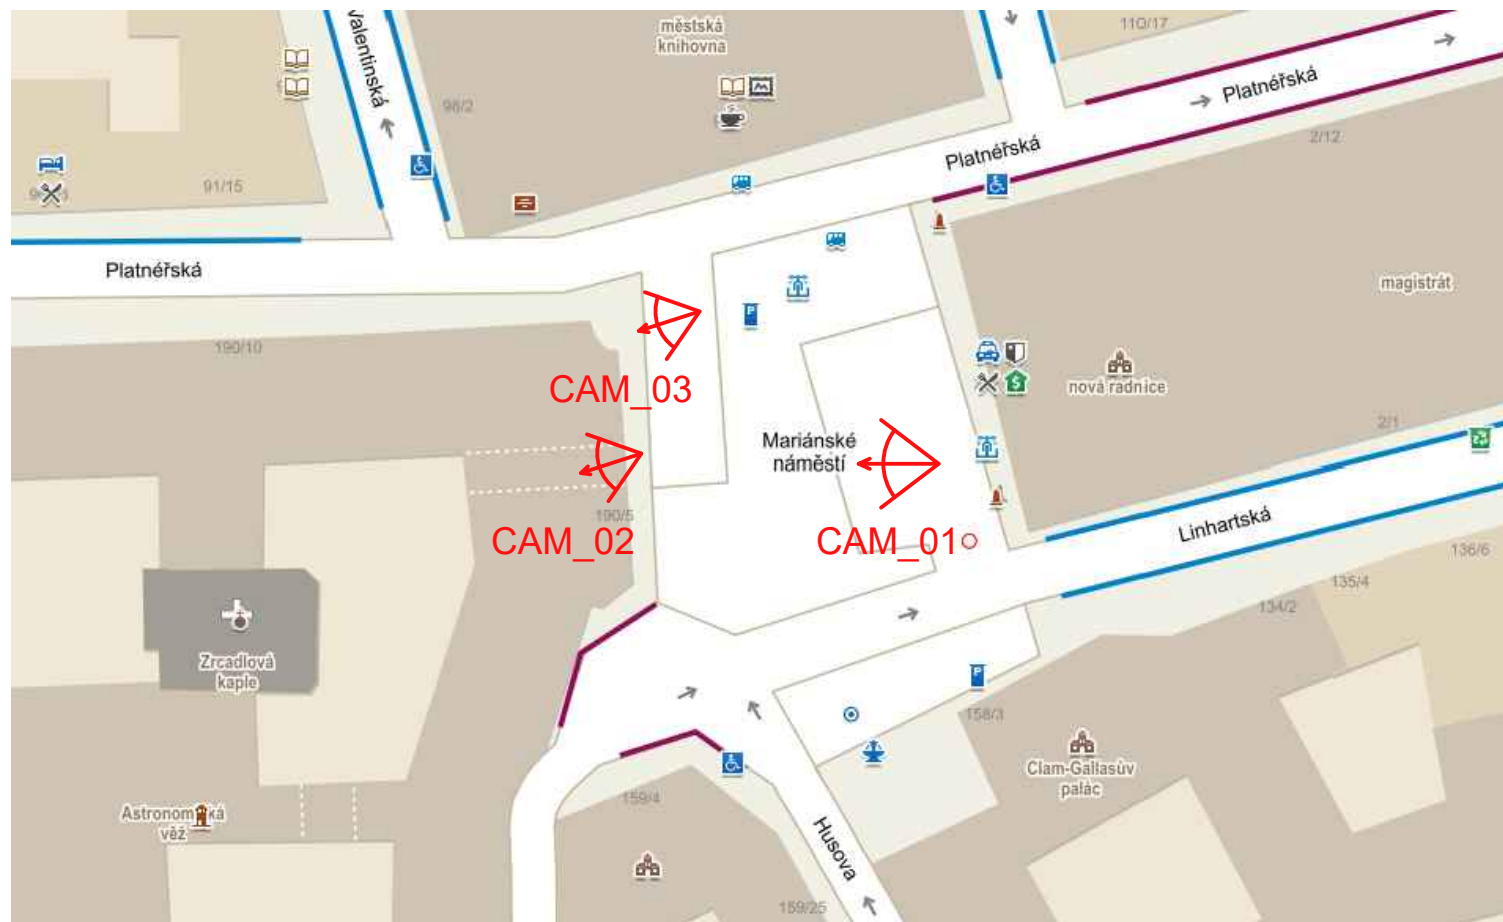 Valentinská
městská
knihovna
110/17
Platnéřská
98/2
2/12
Platnéřská
91/15
Platnéřská
magistrát
190/10
CAM_03
nová radnice
2/1
Mariánské
náměstí
190/5
CAM_02
CAM_01
Linhartská
136/6
135/4
134/2
Zrcadlová
kaple
158/3
Clam-Gallasův
palác
159/4
Astronom ká
věž
Husova
159/25